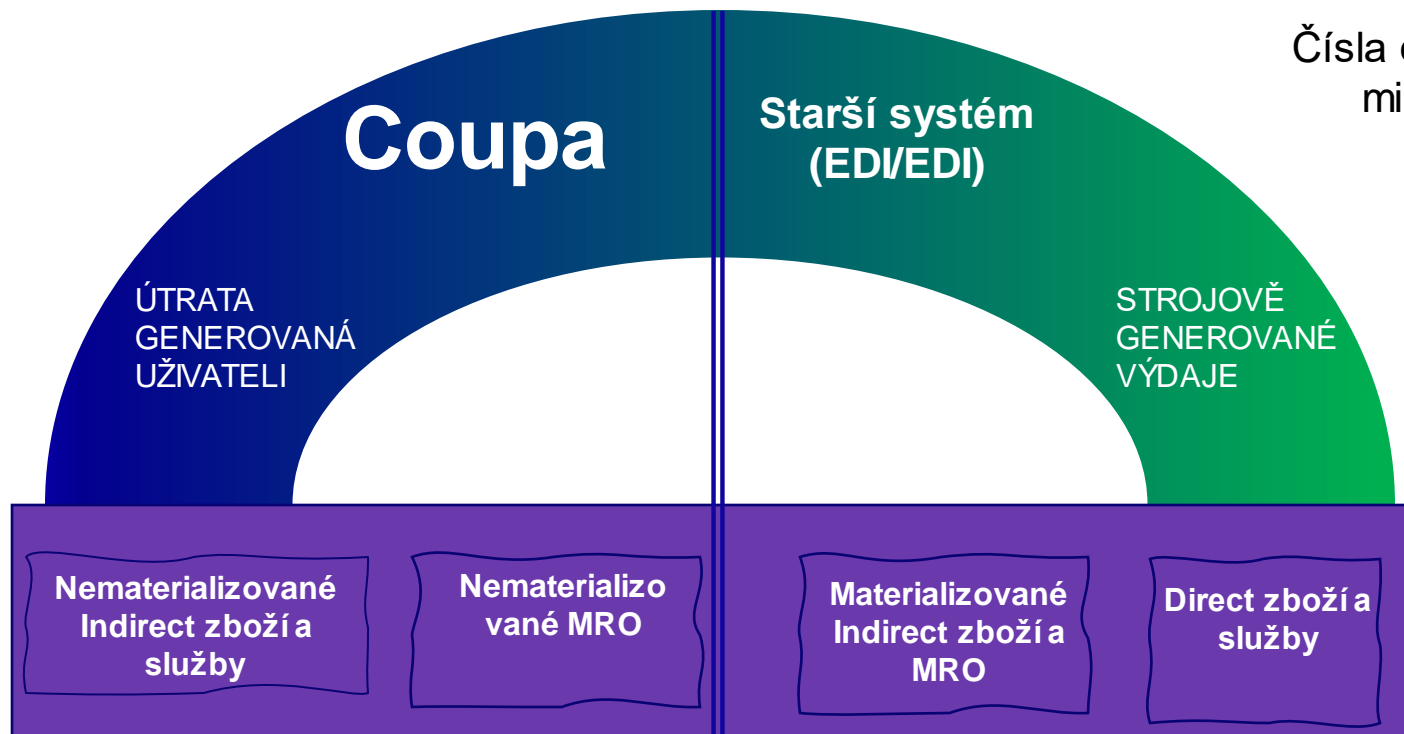 Čísla
mi
Coupa
Starší systém
(EDI/EDI)
ÚTRATA
GENEROVANÁ
UŽIVATELI
STROJOVĚ
GENEROVANÉ
VÝDAJE
Nematerializované
Indirect zboží a
služby
Nematerializo
vané MRO
Materializované
Indirect zboží a
MRO
Direct zboží a
služby